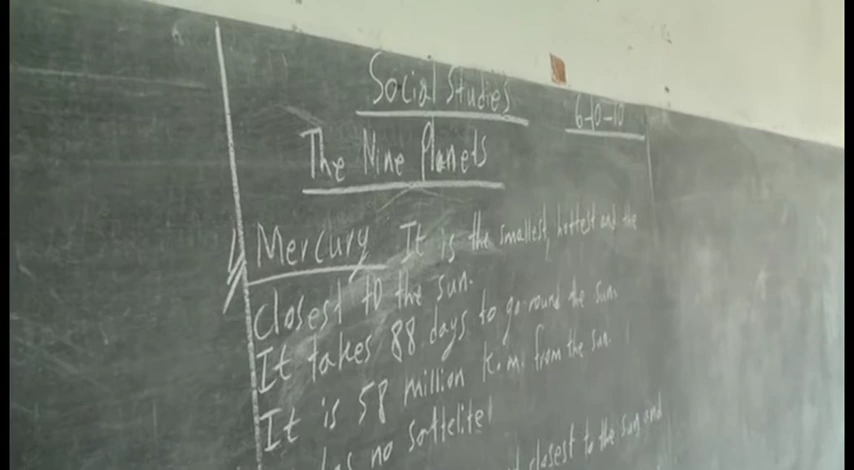 Social Studies
6-10-10
The Nine Planets
1/ Mercury It is the smallest, hottest and the
closest to the sun.
It takes 88 days to go round the sun.
It is 58 million k.m. from the sun.
has no sattelite
closest to the sun and